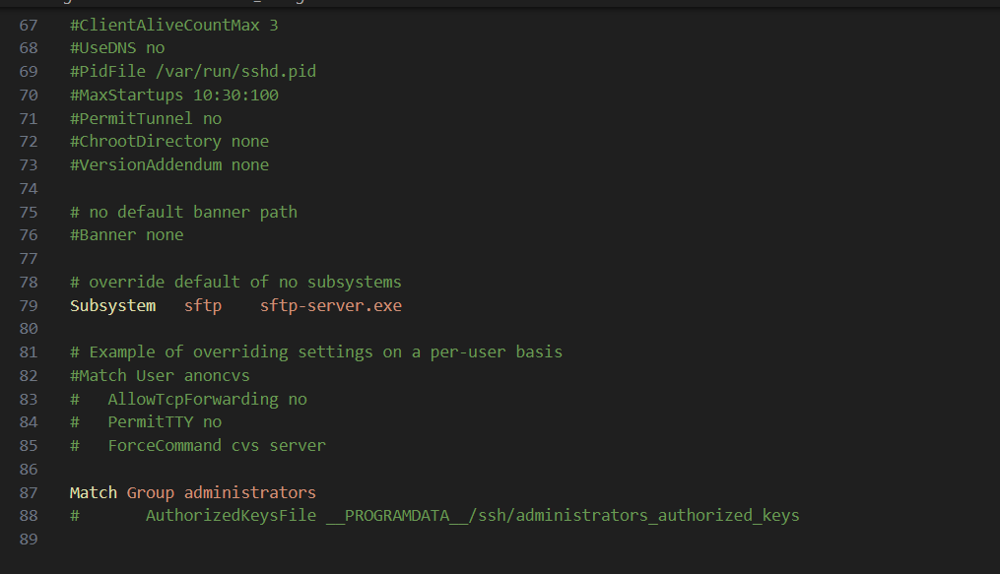 67 #ClientAliveCountMax 3
68 #UseDNS no
69 #PidFile /var/run/sshd.pid
70 #MaxStartups 10:30:100
71 #PermitTunnel no
72 #ChrootDirectory none
73 #VersionAddendum none
74
75 # no default banner path
76 #Banner none
77
78 # override default of no subsystems
79 Subsystem	sftp	sftp-server.exe
80
81 # Example of overriding settings on a per-user basis
82 #Match User anoncvs
83 #	AllowTcpForwarding no
84 #	PermitTTY no
85 #	ForceCommand cvs server
86
87 Match Group administrators
88 #       AuthorizedKeysFile __PROGRAMDATA__/ssh/administrators_authorized_keys
89